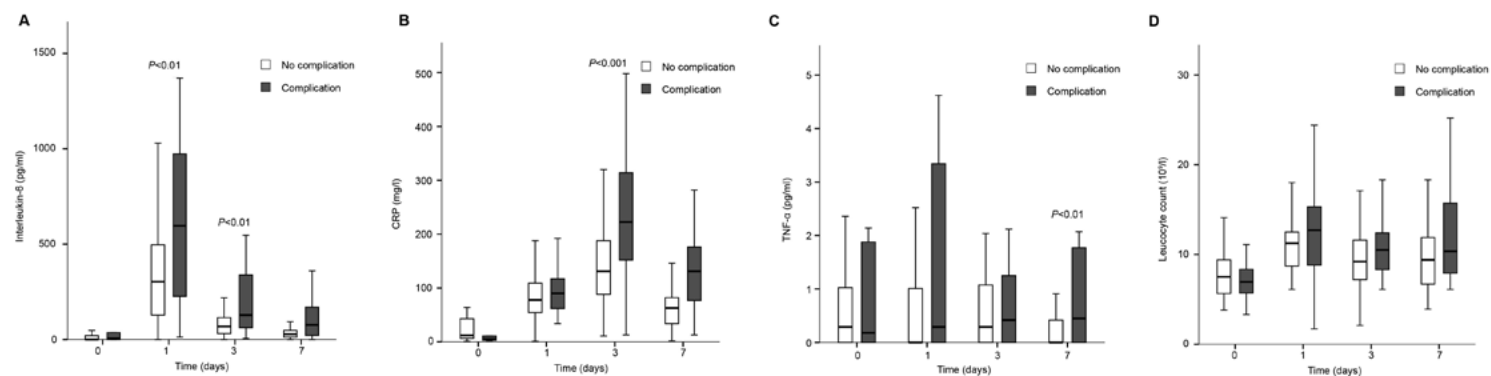 A
1500
1000
500
0
Interleukin-6 (pg/ml)
P<0.01
P<0.01
No complication
Complication
0 1 3 7
Time (days)
B
500
400
300
200
100
0
CRP (mg/l)
P<0.001
No complication
Complication
0 1 3 7
Time (days)
C
5
4
3
2
1
0
TNF-α (pg/ml)
P<0.01
No complication
Complication
0 1 3 7
Time (days)
D
30
20
10
0
Leucocyte count (10⁹/l)
No complication
Complication
0 1 3 7
Time (days)